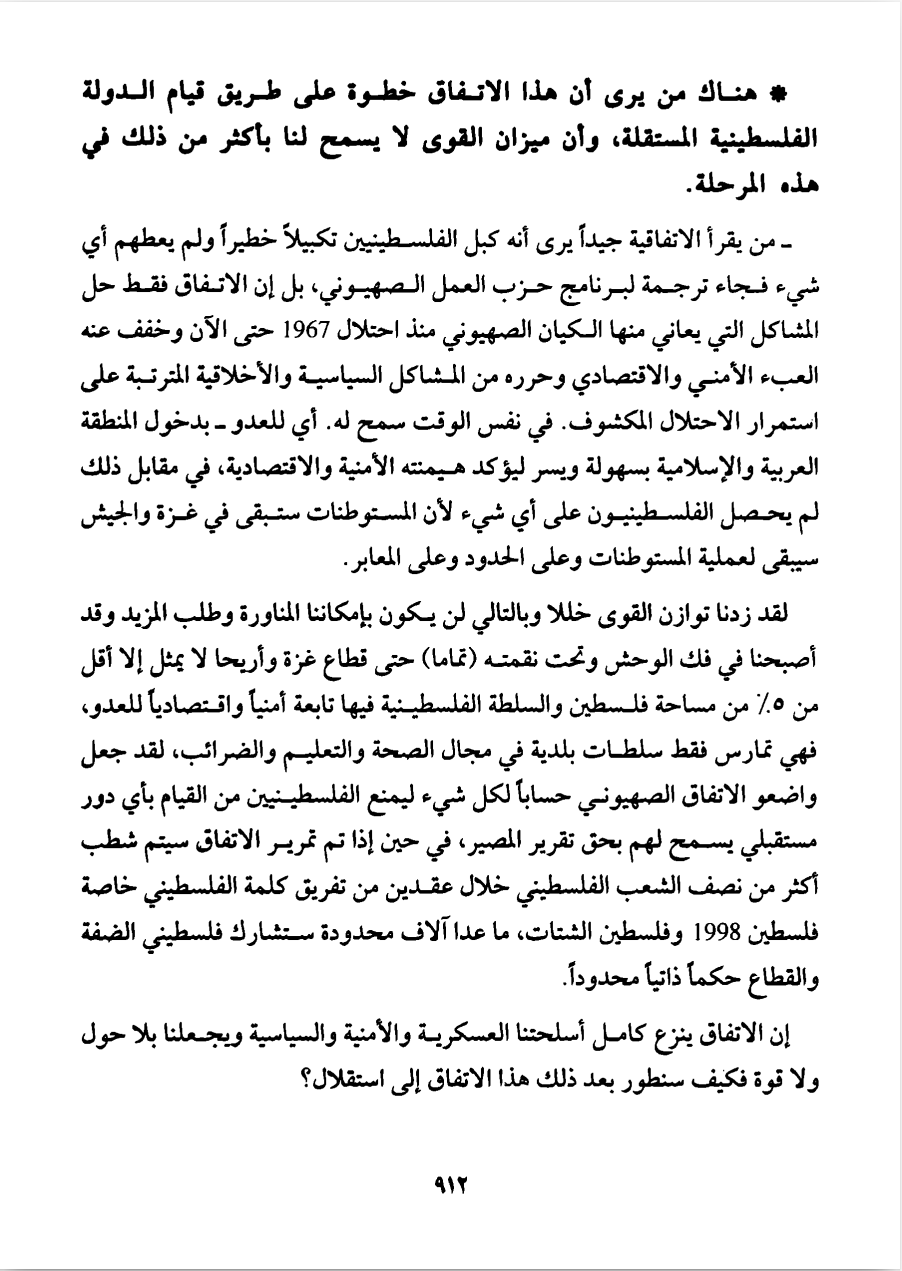 * هناك من يرى أن هذا الاتفاق خطوة على طريق قيام الدولة
الفلسطينية المستقلة، وأن ميزان القوى لا يسمح لنا بأكثر من ذلك في
هذه المرحلة.
ـ من يقرأ الاتفاقية جيداً يرى أنه كبل الفلسطينيين تكبيلاً خطيراً ولم يعطهم أي
شيء فجاء ترجمة لبرنامج حزب العمل الصهيوني، بل إن الاتفاق فقط حل
المشاكل التي يعاني منها الكيان الصهيوني منذ احتلال 1967 حتى الآن وخفف عنه
العبء الأمني والاقتصادي وحرره من المشاكل السياسية والأخلاقية المترتبة على
استمرار الاحتلال المكشوف. في نفس الوقت سمح له. أي للعدو ـ بدخول المنطقة
العربية والإسلامية بسهولة ويسر ليؤكد هيمنته الأمنية والاقتصادية، في مقابل ذلك
لم يحصل الفلسطينيون على أي شيء لأن المستوطنات ستبقى في غزة والجيش
سيبقى لعملية المستوطنات وعلى الحدود وعلى المعابر.
لقد زدنا توازن القوى خللا وبالتالي لن يكون بإمكاننا المناورة وطلب المزيد وقد
أصبحنا في فك الوحش وتحت نقمته (تماما) حتى قطاع غزة وأريحا لا يمثل إلا أقل
من ٥٪ من مساحة فلسطين والسلطة الفلسطينية فيها تابعة أمنياً واقتصادياً للعدو،
فهي تمارس فقط سلطات بلدية في مجال الصحة والتعليم والضرائب، لقد جعل
واضعو الاتفاق الصهيوني حساباً لكل شيء ليمنع الفلسطينيين من القيام بأي دور
مستقبلي يسمح لهم بحق تقرير المصير، في حين إذا تم تمرير الاتفاق سيتم شطب
أكثر من نصف الشعب الفلسطيني خلال عقدين من تفريق كلمة الفلسطيني خاصة
فلسطين 1998 وفلسطين الشتات، ما عدا آلاف محدودة ستشارك فلسطيني الضفة
والقطاع حكماً ذاتياً محدوداً.
إن الاتفاق ينزع كامل أسلحتنا العسكرية والأمنية والسياسية ويجعلنا بلا حول
ولا قوة فكيف سنطور بعد ذلك هذا الاتفاق إلى استقلال؟
٩١٢